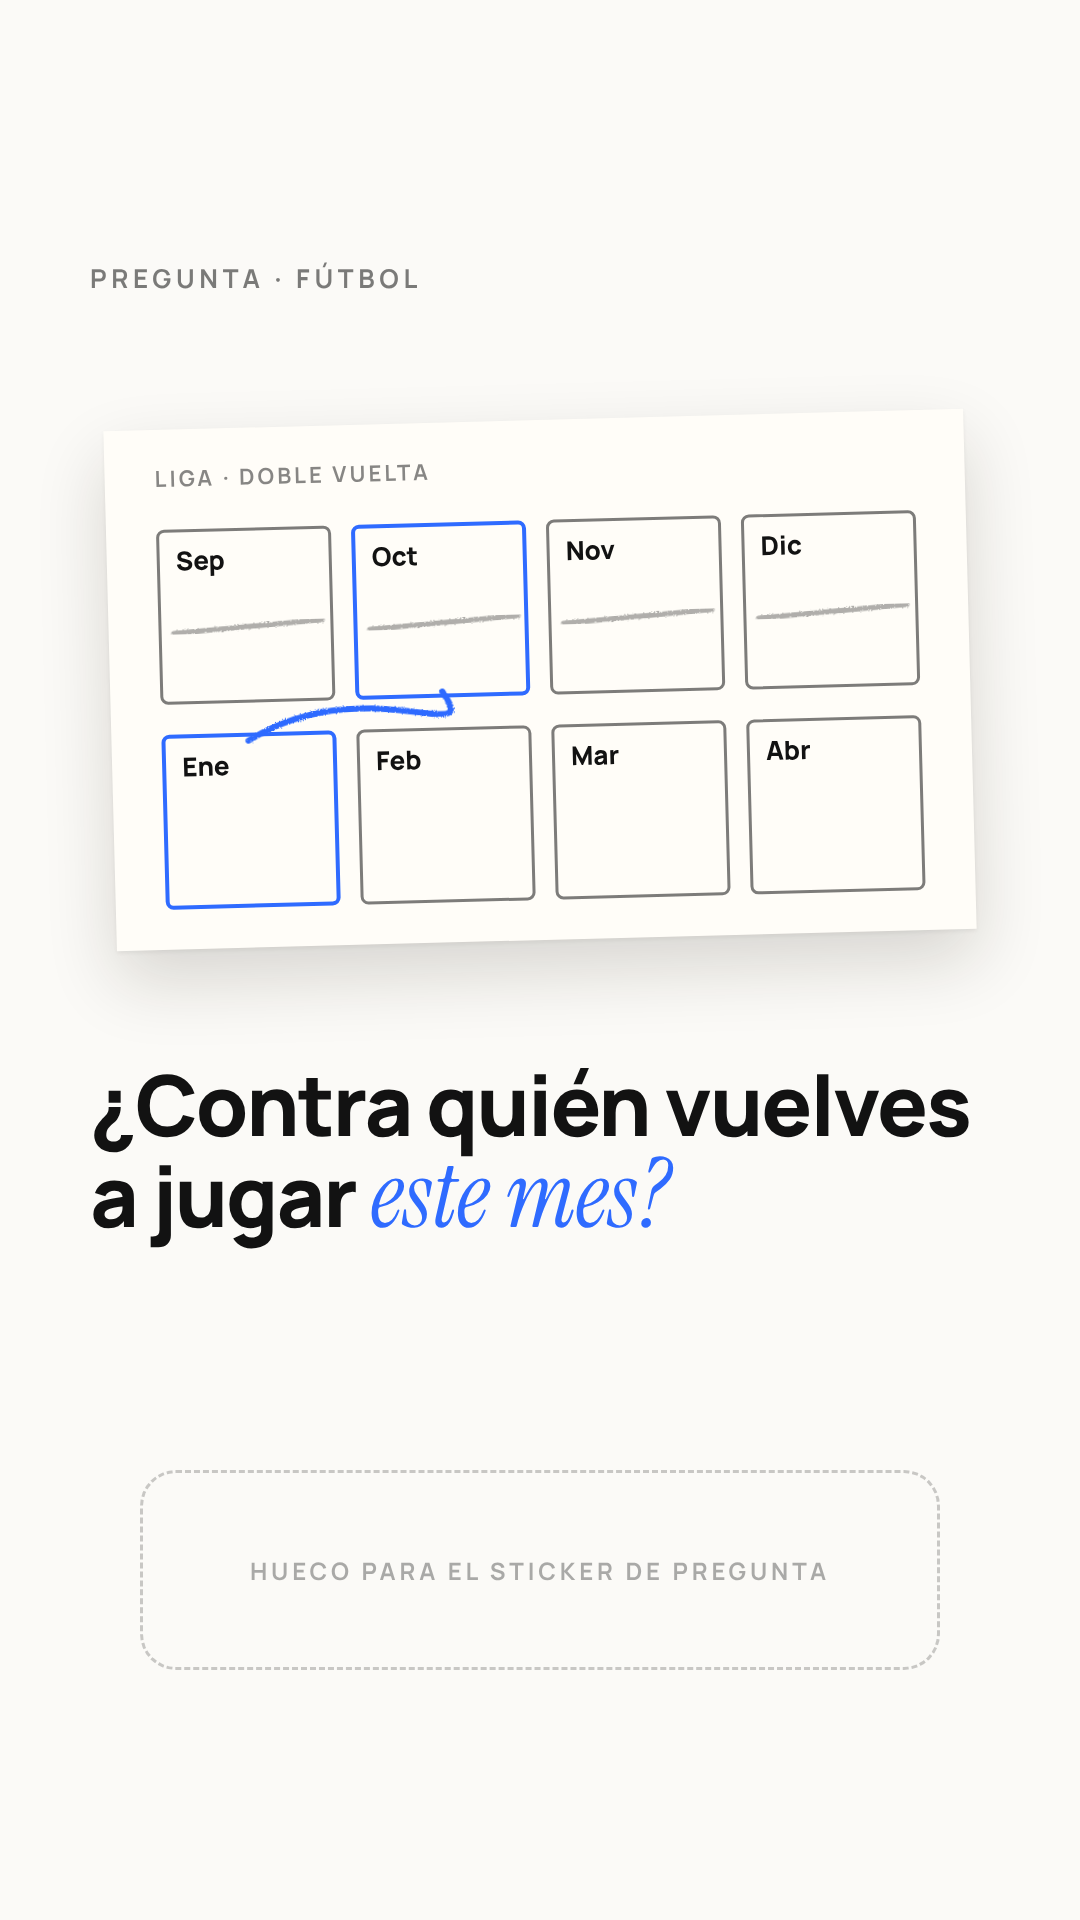 PREGUNTA · FÚTBOL
LIGA · DOBLE VUELTA
Sep
Oct
Nov
Dic
Ene
Feb
Mar
Abr
¿Contra quién vuelves
a jugar este mes?
HUECO PARA EL STICKER DE PREGUNTA